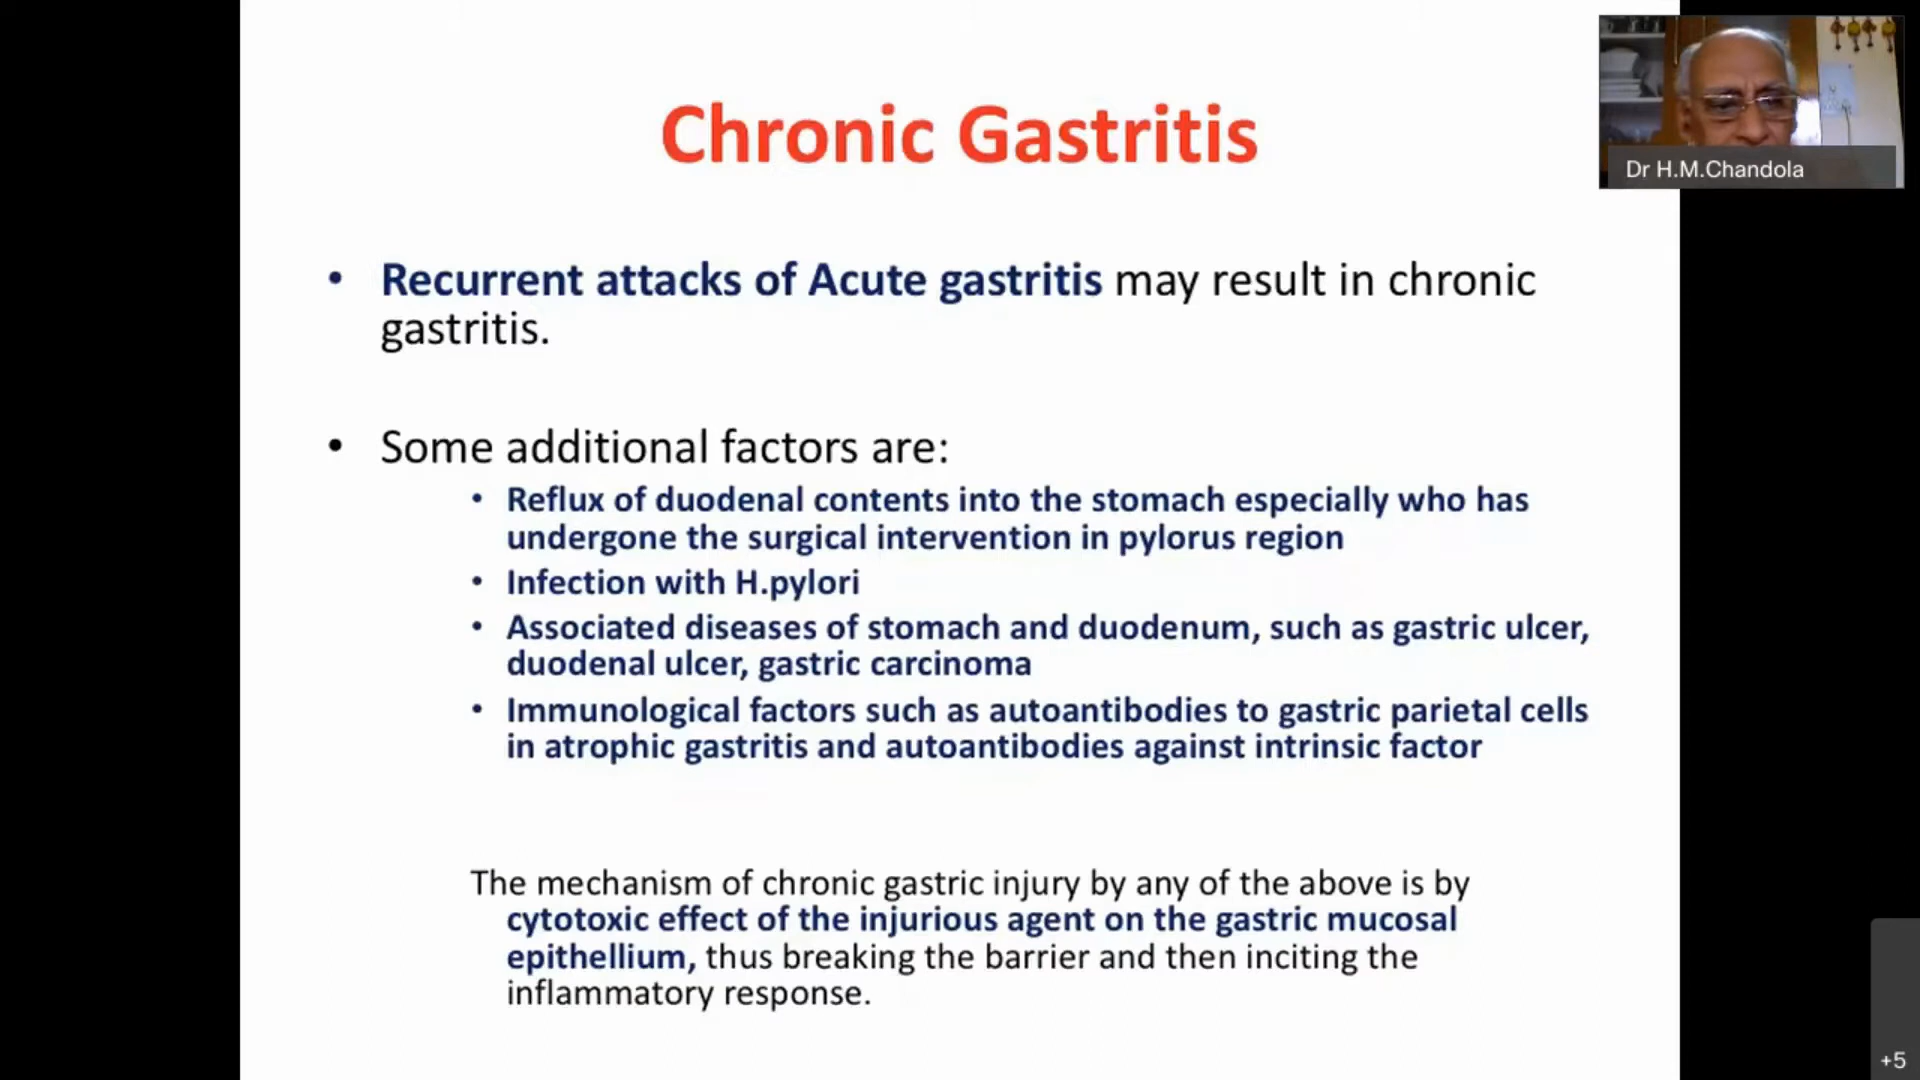 Chronic Gastritis
Dr H.M.Chandola
• Recurrent attacks of Acute gastritis may result in chronic
gastritis.
• Some additional factors are:
• Reflux of duodenal contents into the stomach especially who has
undergone the surgical intervention in pylorus region
• Infection with H.pylori
• Associated diseases of stomach and duodenum, such as gastric ulcer,
duodenal ulcer, gastric carcinoma
• Immunological factors such as autoantibodies to gastric parietal cells
in atrophic gastritis and autoantibodies against intrinsic factor
The mechanism of chronic gastric injury by any of the above is by
cytotoxic effect of the injurious agent on the gastric mucosal
epithellium, thus breaking the barrier and then inciting the
inflammatory response.
+5